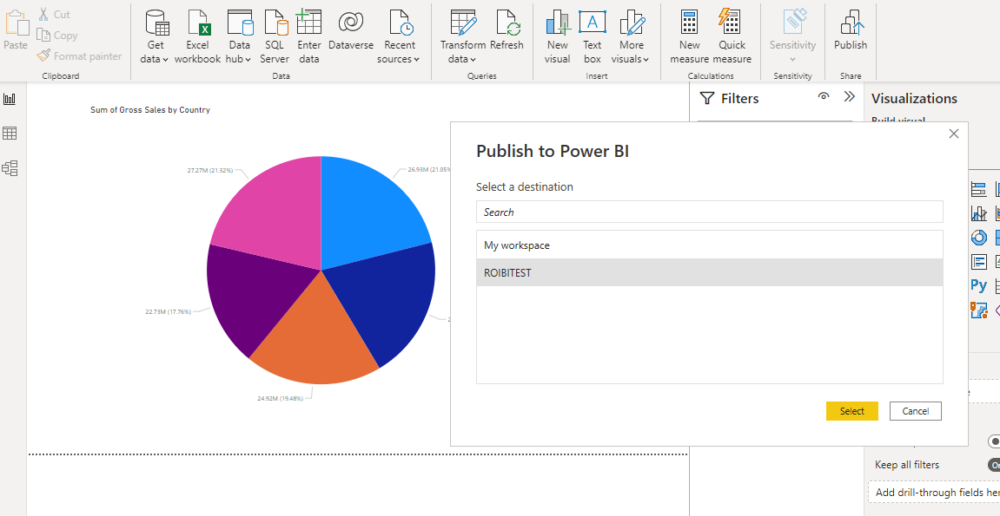 Paste
Cut
Copy
Format painter
Clipboard
Get
data
Excel
workbook
Data
hub
SQL
Server
Enter
data
Dataverse
Recent
sources
Data
Transform
data
Refresh
Queries
New
visual
Text
box
More
visuals
Insert
New
measure
Quick
measure
Calculations
Sensitivity
Sensitivity
Publish
Share
Sum of Gross Sales by Country
27.27M (21.32%)
26.93M (21.05%
22.73M (17.76%)
24.92M (19.48%)
Filters
Visualizations
Build visual
Publish to Power BI
Select a destination
Search
My workspace
ROIBITEST
Select
Cancel
Py
Keep all filters
On
Add drill-through fields her